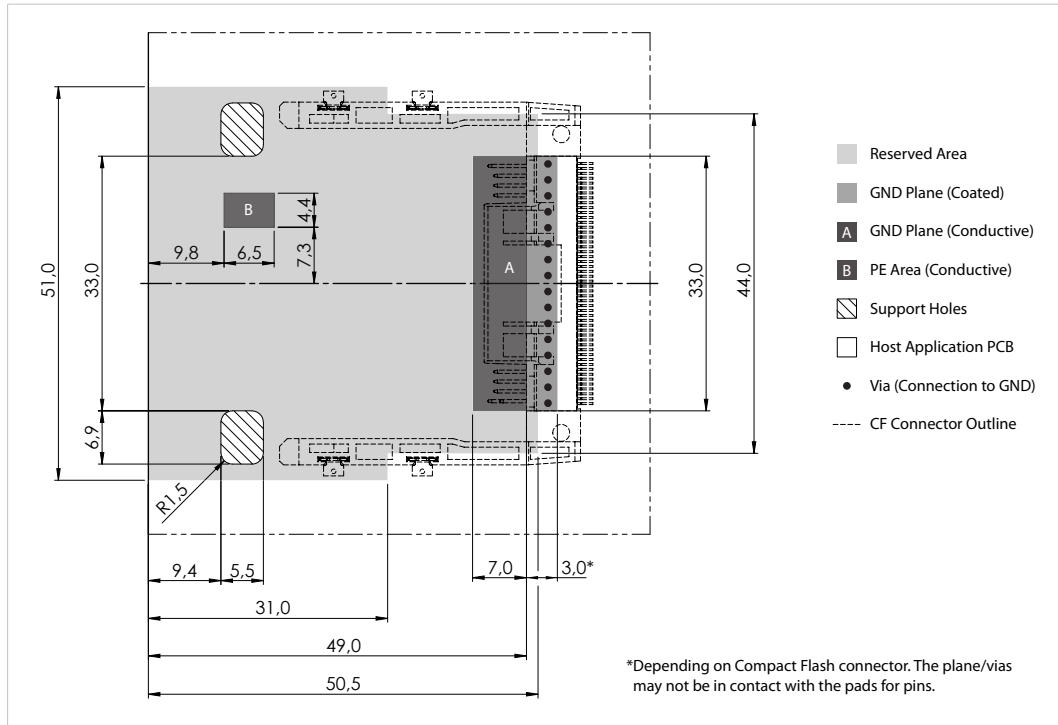 51,0
33,0
6,9
R1,5
9,8
6,5
B
4,4
7,3
A
33,0
44,0
9,4
5,5
31,0
49,0
50,5
7,0
3,0*
Reserved Area
GND Plane (Coated)
A GND Plane (Conductive)
B PE Area (Conductive)
Support Holes
Host Application PCB
Via (Connection to GND)
CF Connector Outline
*Depending on Compact Flash connector. The plane/vias
may not be in contact with the pads for pins.